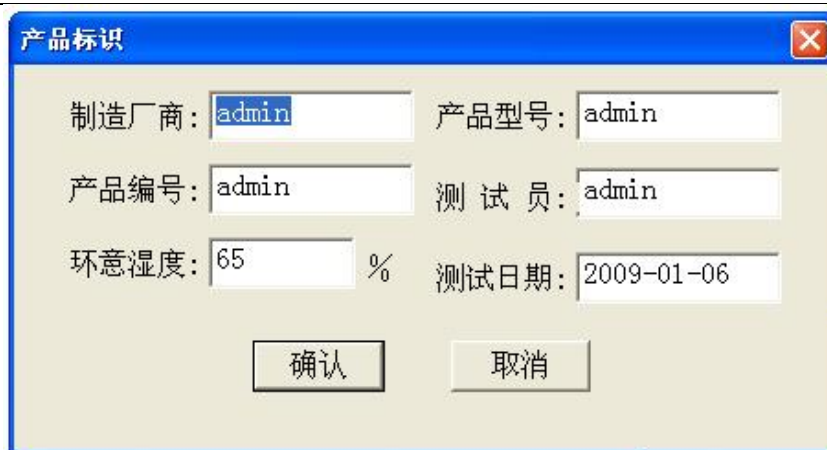 产品标识
制造厂商: admin 产品型号: admin
产品编号: admin 测 试 员: admin
环意湿度: 65 % 测试日期: 2009-01-06
确认 取消